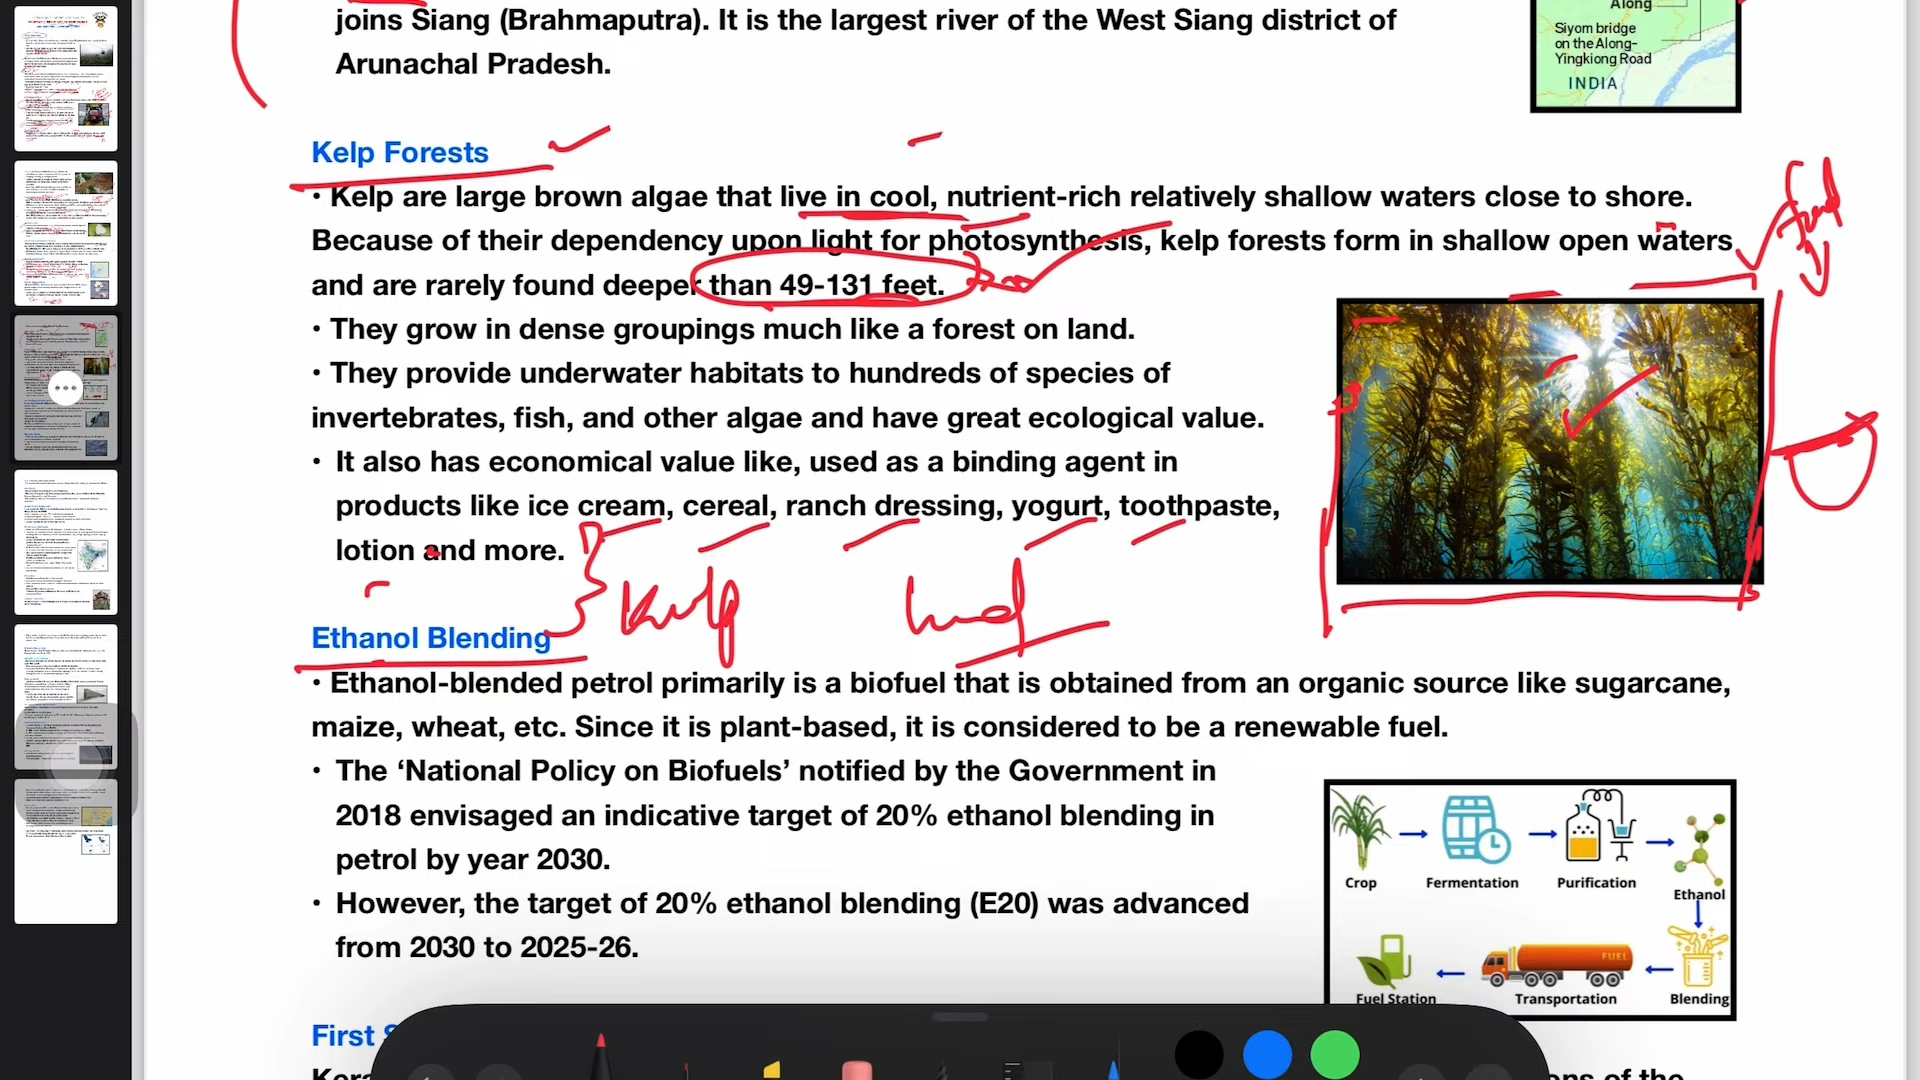 joins Siang (Brahmaputra). It is the largest river of the West Siang district of
Arunachal Pradesh.
Along
Siyom bridge
on the Along-
Yingkiong Road
INDIA
Kelp Forests
• Kelp are large brown algae that live in cool, nutrient-rich relatively shallow waters close to shore.
Because of their dependency upon light for photosynthesis, kelp forests form in shallow open waters
and are rarely found deeper than 49-131 feet.
• They grow in dense groupings much like a forest on land.
• They provide underwater habitats to hundreds of species of
invertebrates, fish, and other algae and have great ecological value.
• It also has economical value like, used as a binding agent in
products like ice cream, cereal, ranch dressing, yogurt, toothpaste,
lotion and more.
Kelp
Ethanol Blending
• Ethanol-blended petrol primarily is a biofuel that is obtained from an organic source like sugarcane,
maize, wheat, etc. Since it is plant-based, it is considered to be a renewable fuel.
• The ‘National Policy on Biofuels’ notified by the Government in
2018 envisaged an indicative target of 20% ethanol blending in
petrol by year 2030.
• However, the target of 20% ethanol blending (E20) was advanced
from 2030 to 2025-26.
Crop
Fermentation
Purification
Ethanol
FUEL
Fuel Station
Transportation
Blending
First